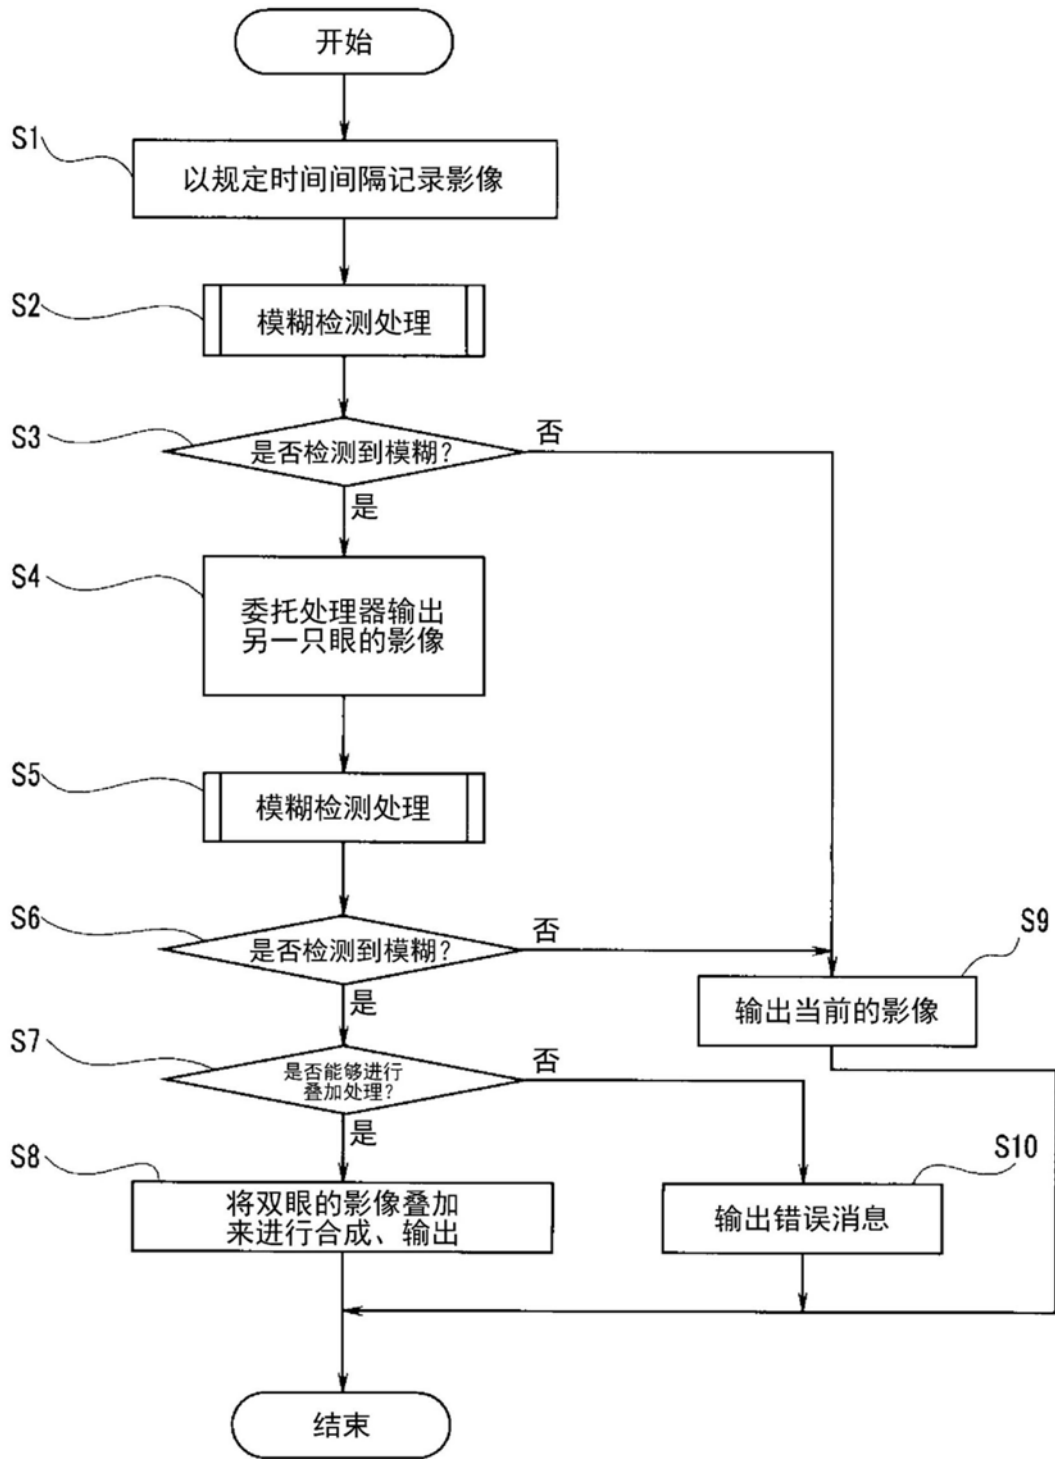 开始
S1
以规定时间间隔记录影像
S2
模糊检测处理
S3
是否检测到模糊?
否
是
S4
委托处理器输出
另一只眼的影像
S5
模糊检测处理
S6
是否检测到模糊?
否
是
S9
输出当前的影像
S7
是否能够进行
叠加处理?
否
是
S8
将双眼的影像叠加
来进行合成、输出
S10
输出错误消息
结束